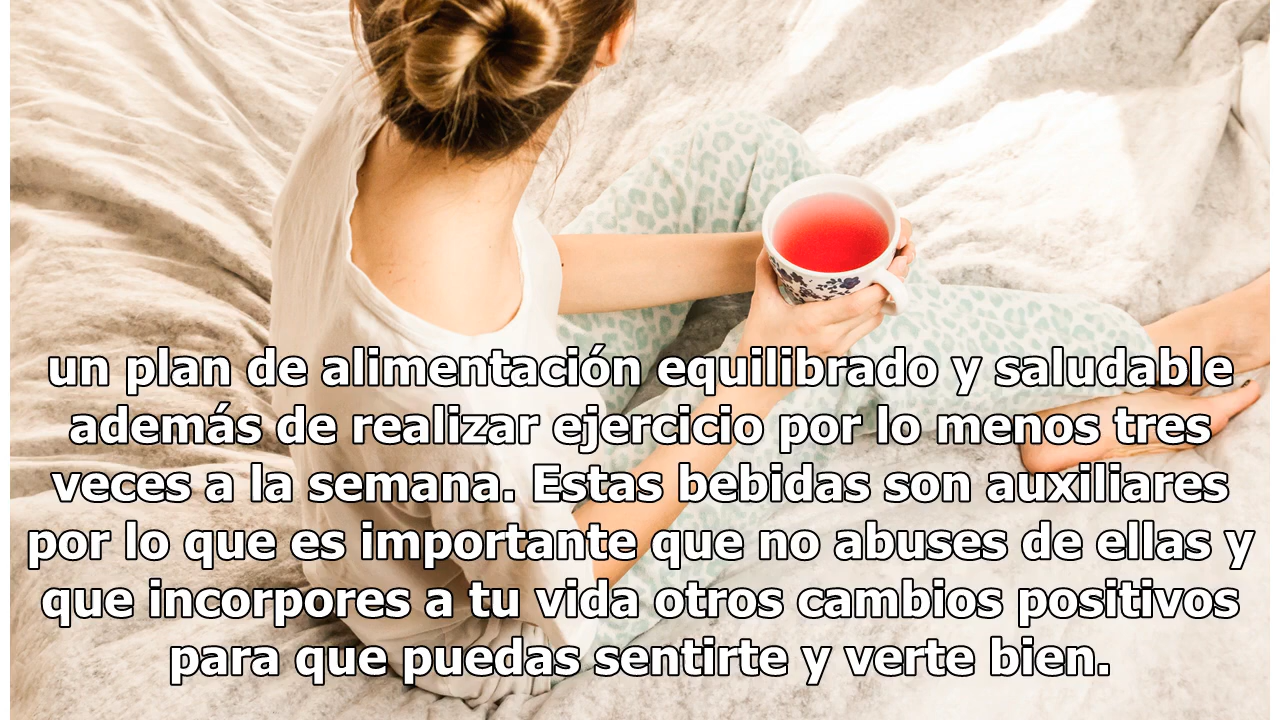 un plan de alimentación equilibrado y saludable
además de realizar ejercicio por lo menos tres
veces a la semana. Estas bebidas son auxiliares
por lo que es importante que no abuses de ellas y
que incorpores a tu vida otros cambios positivos
para que puedas sentirte y verte bien.